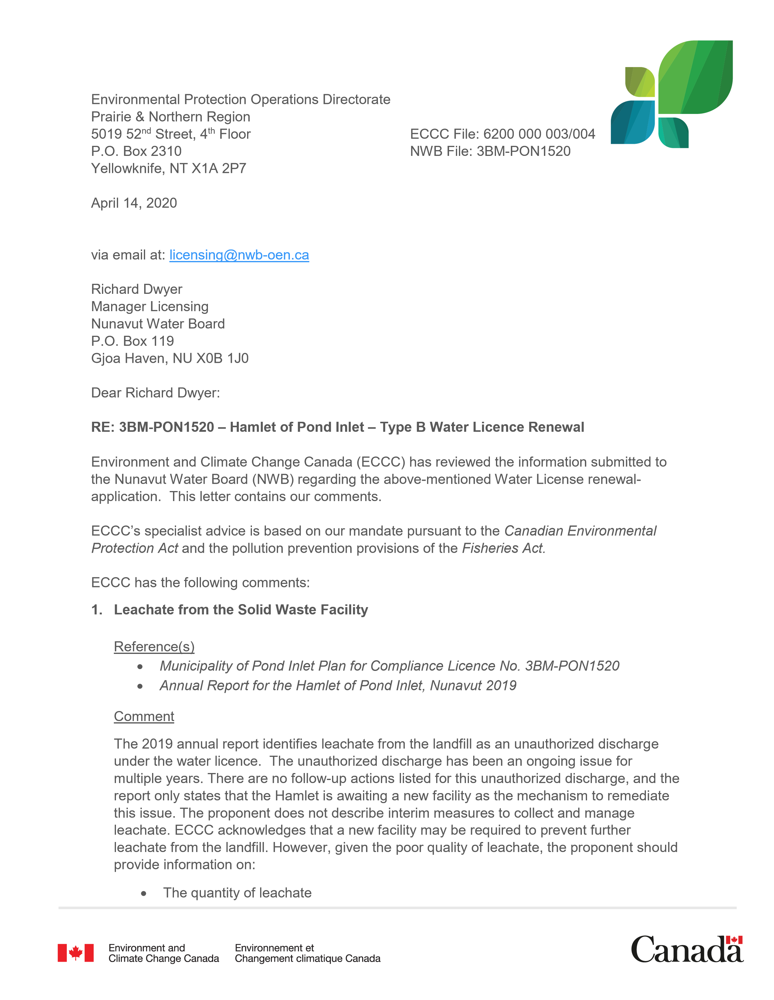 Environmental Protection Operations Directorate
Prairie & Northern Region
5019 52nd Street, 4th Floor
ECCC File: 6200 000 003/004
P.O. Box 2310
NWB File: 3BM-PON1520
Yellowknife, NT X1A 2P7
April 14, 2020
via email at: licensing@nwb-oen.ca
Richard Dwyer
Manager Licensing
Nunavut Water Board
P.O. Box 119
Gjoa Haven, NU X0B 1J0
Dear Richard Dwyer:
RE: 3BM-PON1520 – Hamlet of Pond Inlet – Type B Water Licence Renewal
Environment and Climate Change Canada (ECCC) has reviewed the information submitted to
the Nunavut Water Board (NWB) regarding the above-mentioned Water License renewal-
application.  This letter contains our comments.
ECCC’s specialist advice is based on our mandate pursuant to the Canadian Environmental
Protection Act and the pollution prevention provisions of the Fisheries Act.
ECCC has the following comments:
1. Leachate from the Solid Waste Facility
Reference(s)
• Municipality of Pond Inlet Plan for Compliance Licence No. 3BM-PON1520
• Annual Report for the Hamlet of Pond Inlet, Nunavut 2019
Comment
The 2019 annual report identifies leachate from the landfill as an unauthorized discharge
under the water licence.  The unauthorized discharge has been an ongoing issue for
multiple years. There are no follow-up actions listed for this unauthorized discharge, and the
report only states that the Hamlet is awaiting a new facility as the mechanism to remediate
this issue. The proponent does not describe interim measures to collect and manage
leachate. ECCC acknowledges that a new facility may be required to prevent further
leachate from the landfill. However, given the poor quality of leachate, the proponent should
provide information on:
• The quantity of leachate
Environment and
Climate Change Canada
Environnement et
Changement climatique Canada
Canada